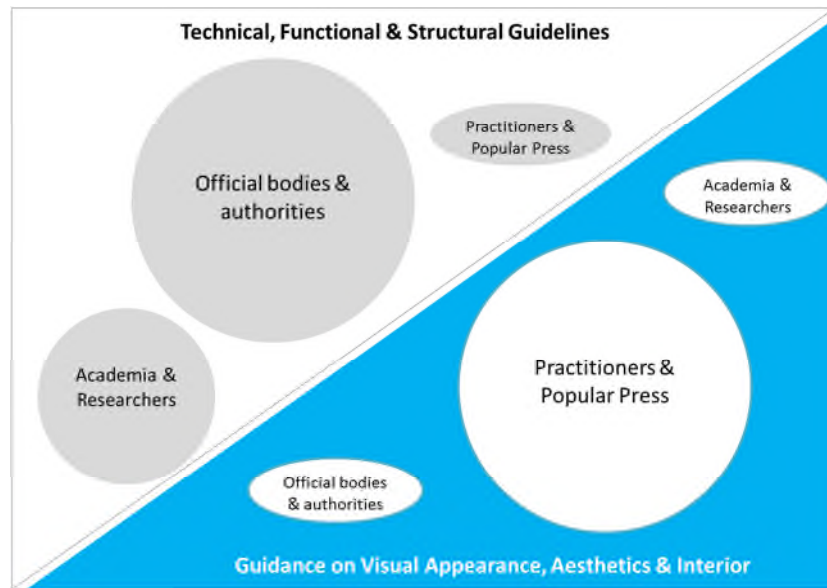 Technical, Functional & Structural Guidelines
Official bodies &
authorities
Practitioners &
Popular Press
Academia &
Researchers
Academia &
Researchers
Practitioners &
Popular Press
Official bodies
& authorities
Guidance on Visual Appearance, Aesthetics & Interior